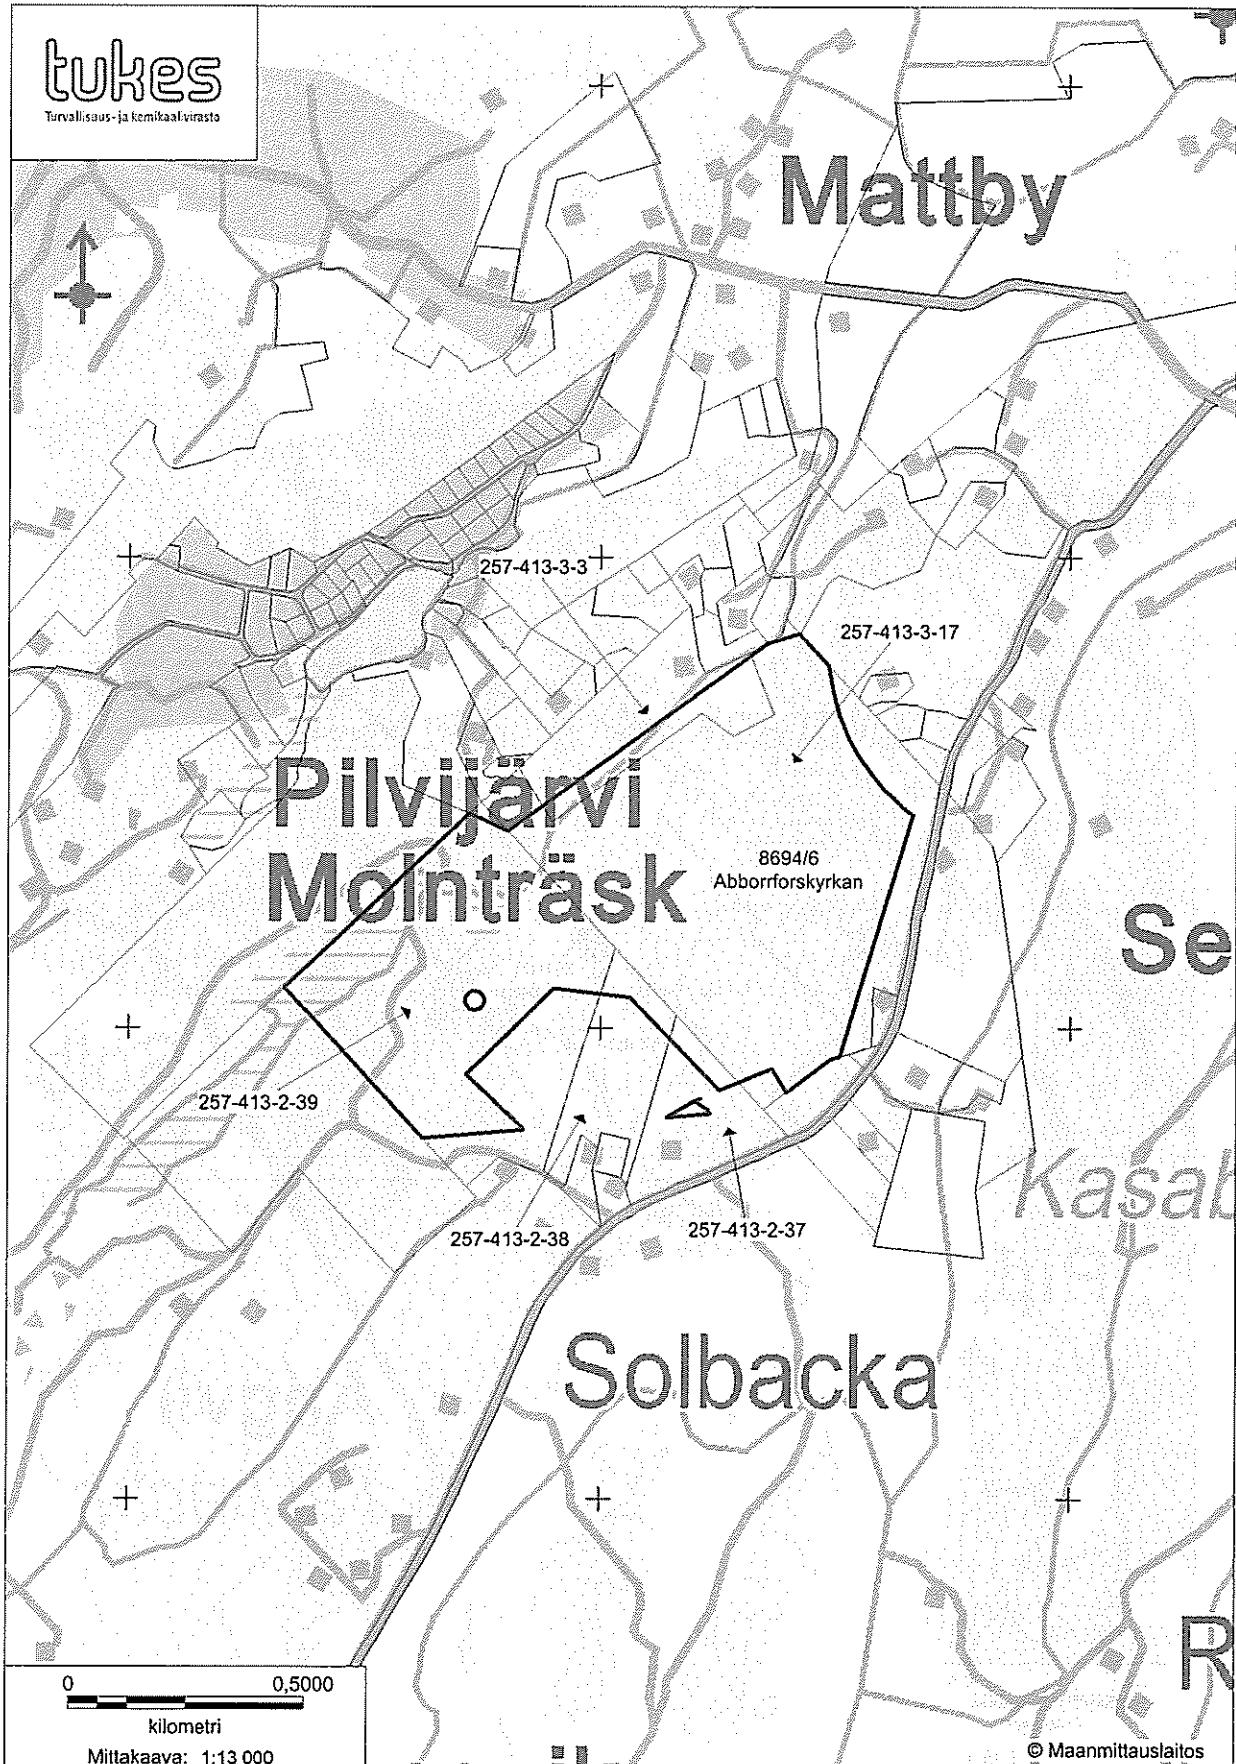 tukes
Turvallisuus- ja kemikaalivirasto
Mattby
257-413-3-3
257-413-3-17
Pilvijärvi
Molnträsk
8694/6
Abborrforskyrkan
Se
257-413-2-39
Kasab
257-413-2-38
257-413-2-37
Solbacka
R
0 0,5000
kilometri
Mittakaava: 1:13 000
© Maanmittauslaitos